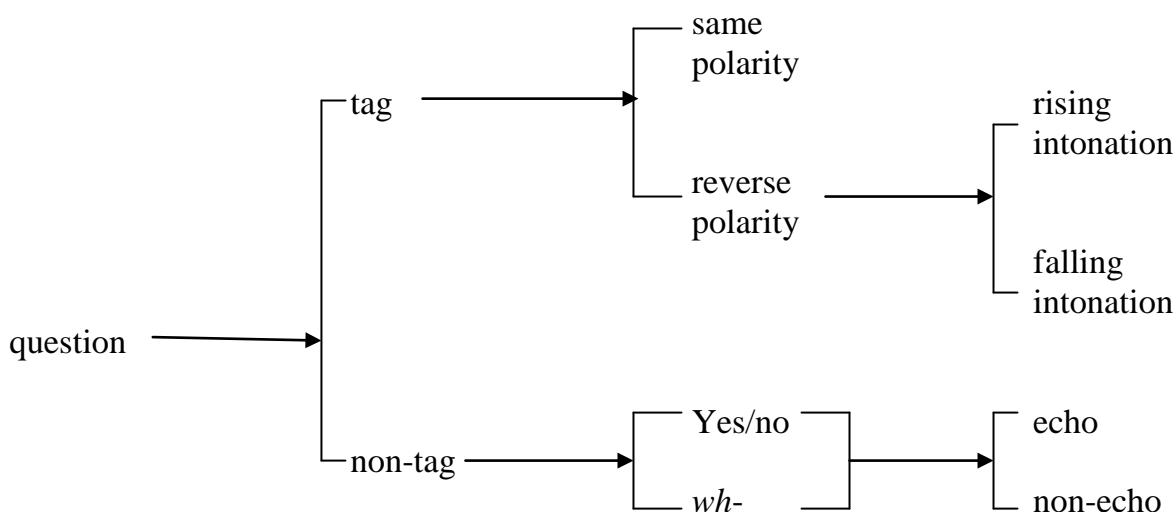 same
polarity
tag
rising
intonation
reverse
polarity
falling
intonation
question
Yes/no
echo
non-tag
wh-
non-echo